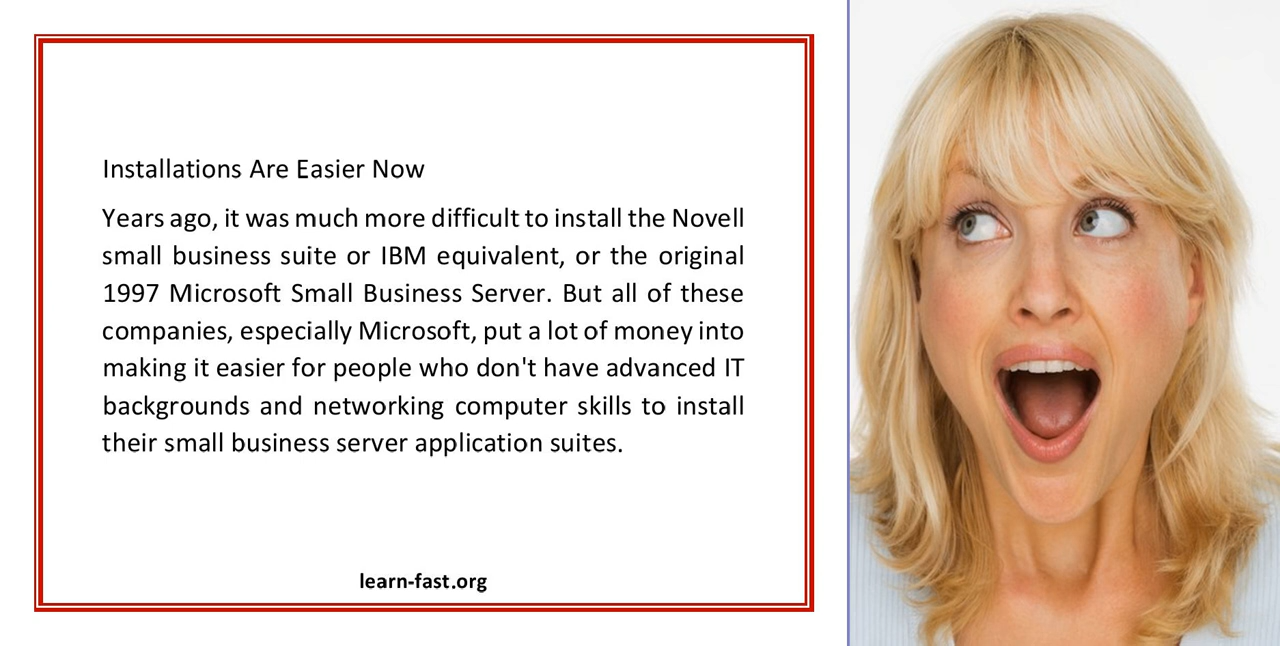 Installations Are Easier Now
Years ago, it was much more difficult to install the Novell
small business suite or IBM equivalent, or the original
1997 Microsoft Small Business Server. But all of these
companies, especially Microsoft, put a lot of money into
making it easier for people who don't have advanced IT
backgrounds and networking computer skills to install
their small business server application suites.
learn-fast.org